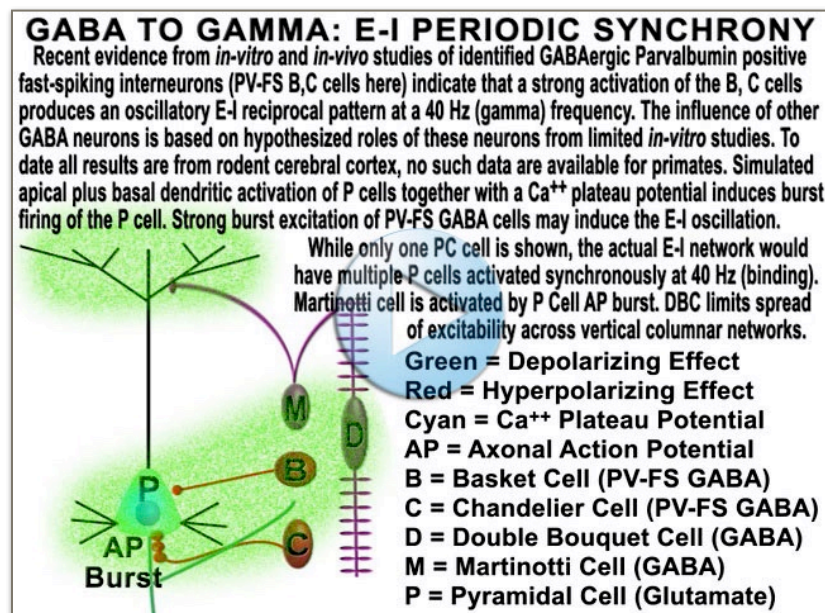 GABA TO GAMMA: E-I PERIODIC SYNCHRONY
Recent evidence from in-vitro and in-vivo studies of identified GABAergic Parvalbumin positive
fast-spiking interneurons (PV-FS B,C cells here) indicate that a strong activation of the B, C cells
produces an oscillatory E-I reciprocal pattern at a 40 Hz (gamma) frequency. The influence of other
GABA neurons is based on hypothesized roles of these neurons from limited in-vitro studies. To
date all results are from rodent cerebral cortex, no such data are available for primates. Simulated
apical plus basal dendritic activation of P cells together with a Ca⁺⁺ plateau potential induces burst
firing of the P cell. Strong burst excitation of PV-FS GABA cells may induce the E-I oscillation.
While only one PC cell is shown, the actual E-I network would
have multiple P cells activated synchronously at 40 Hz (binding).
Martinotti cell is activated by P Cell AP burst. DBC limits spread
of excitability across vertical columnar networks.
Green = Depolarizing Effect
Red = Hyperpolarizing Effect
Cyan = Ca⁺⁺ Plateau Potential
AP = Axonal Action Potential
B = Basket Cell (PV-FS GABA)
C = Chandelier Cell (PV-FS GABA)
D = Double Bouquet Cell (GABA)
M = Martinotti Cell (GABA)
P = Pyramidal Cell (Glutamate)
M
D
B
P
C
AP
Burst